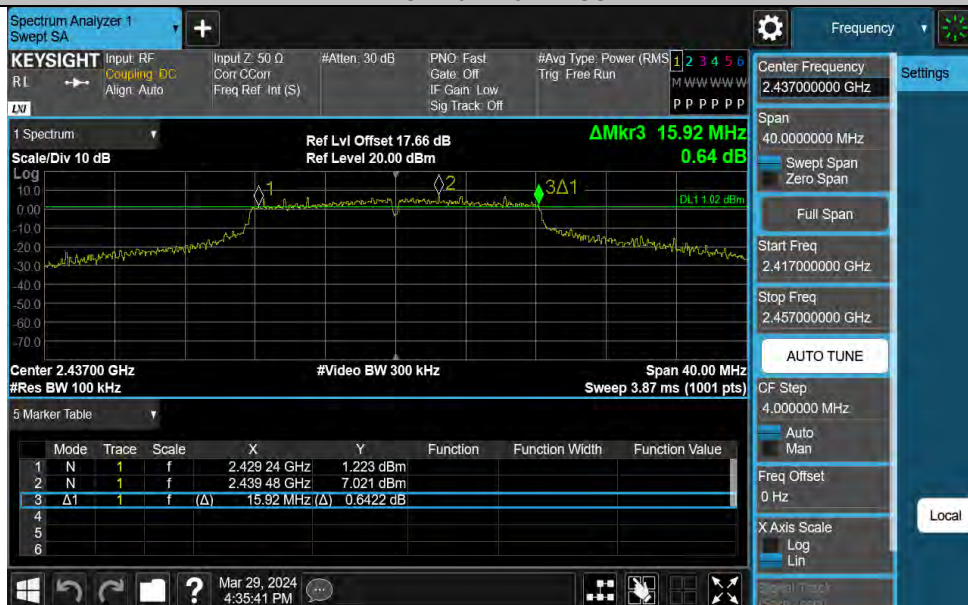 Spectrum Analyzer 1
Swept SA
+
Frequency
KEYSIGHT
RL
LXI
Input: RF
Coupling: DC
Align: Auto
Input Z: 50 Ω
Corr CCorr
Freq Ref: Int (S)
#Atten: 30 dB
PNO: Fast
Gate: Off
IF Gain: Low
Sig Track: Off
#Avg Type: Power (RMS
Trig: Free Run
1 2 3 4 5 6
M W W W W W
P P P P P P
1 Spectrum
Scale/Div 10 dB
Ref Lvl Offset 17.66 dB
Ref Level 20.00 dBm
ΔMkr3 15.92 MHz
0.64 dB
Log
10.0
0.00
-10.0
-20.0
-30.0
-40.0
-50.0
-60.0
-70.0
1
2
3Δ1
DL1 1.02 dBm
Center 2.43700 GHz
#Video BW 300 kHz
Span 40.00 MHz
#Res BW 100 kHz
Sweep 3.87 ms (1001 pts)
5 Marker Table
Mode Trace Scale X Y Function Function Width Function Value
1 N 1 f 2.429 24 GHz 1.223 dBm
2 N 1 f 2.439 48 GHz 7.021 dBm
3 Δ1 1 f (Δ) 15.92 MHz (Δ) 0.6422 dB
4
5
6
?
Mar 29, 2024
4:35:41 PM
Center Frequency
2.437000000 GHz
Span
40.0000000 MHz
Swept Span
Zero Span
Full Span
Start Freq
2.417000000 GHz
Stop Freq
2.457000000 GHz
AUTO TUNE
CF Step
4.000000 MHz
Auto
Man
Freq Offset
0 Hz
X Axis Scale
Log
Lin
Signal Track
Settings
Local